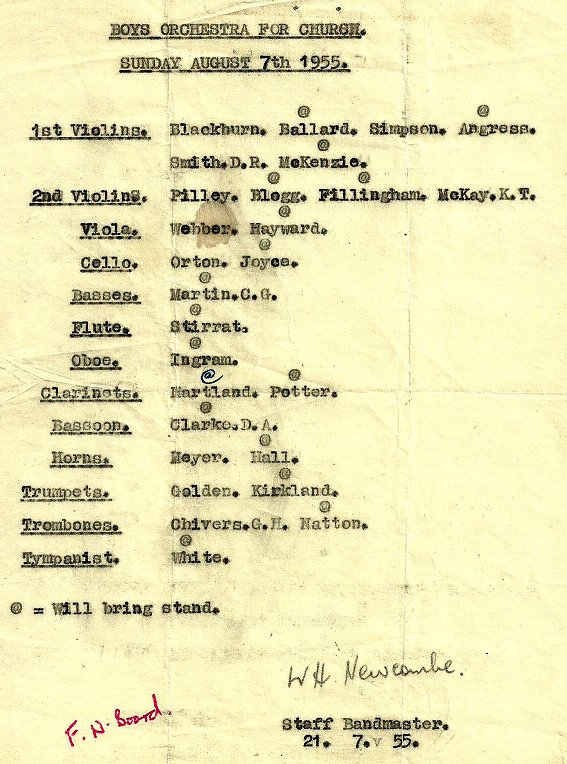 BOYS ORCHESTRA FOR CHURCH.
SUNDAY AUGUST 7th 1955.
@ @
1st Violins. Blackburn. Ballard. Simpson. Angress.
@
Smith.D.R. McKenzie.
@ @
2nd Violins. Pilley. Blogg. Fillingham. McKay.K.T.
@
Viola. Webber. Hayward.
@
Cello. Orton. Joyce.
@
Basses. Martin.C.G.
@
Flute. Stirrat.
@
Oboe. Ingram.
@ @
Clarinets. Hartland. Potter.
@
Bassoon. Clarke.D.A.
@
Horns. Meyer. Hall.
@
Trumpets. Golden. Kirkland.
@
Trombones. Chivers.G.H. Natton.
@
Tympanist. White.
@ = Will bring stand.
W H Newcombe.
F. N. Board
Staff Bandmaster.
21. 7. 55.